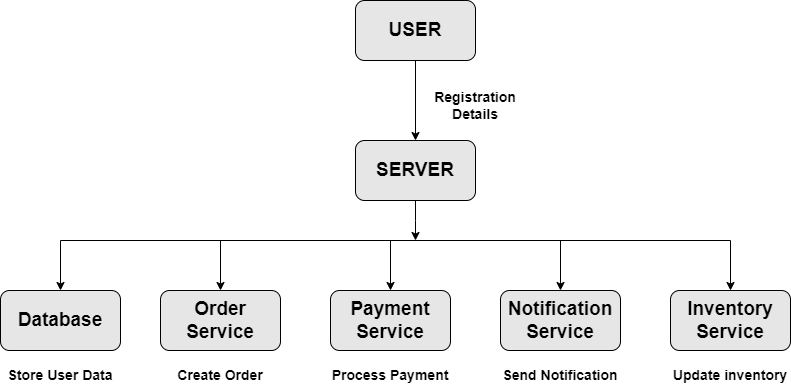 USER
Registration
Details
SERVER
Database
Order
Service
Payment
Service
Notification
Service
Inventory
Service
Store User Data
Create Order
Process Payment
Send Notification
Update inventory